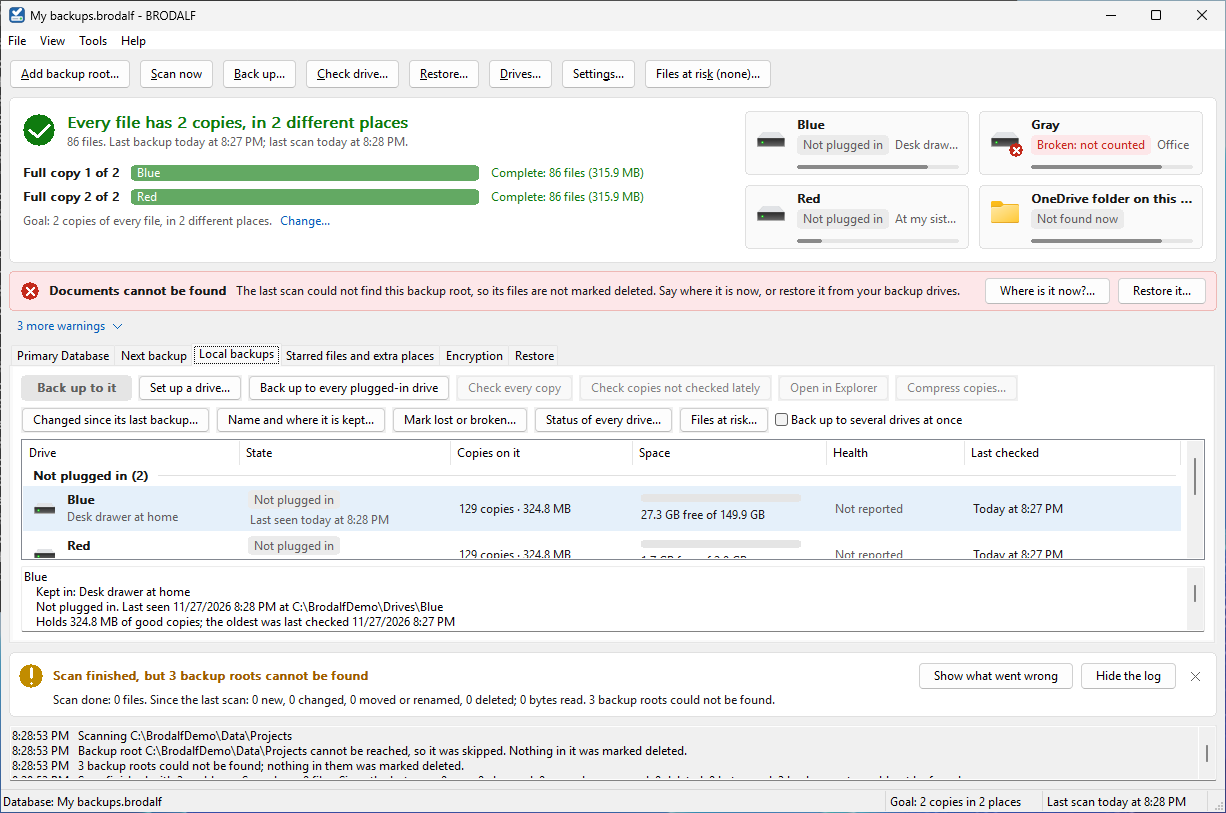 My backups.brodalf - BRODALF
File View Tools Help
Add backup root... Scan now Back up... Check drive... Restore... Drives... Settings... Files at risk (none)...
Every file has 2 copies, in 2 different places
86 files. Last backup today at 8:27 PM; last scan today at 8:28 PM.
Full copy 1 of 2 Blue Complete: 86 files (315.9 MB)
Full copy 2 of 2 Red Complete: 86 files (315.9 MB)
Goal: 2 copies of every file, in 2 different places. Change...
Blue
Not plugged in Desk draw...
Gray
Broken: not counted Office
Red
Not plugged in At my sist...
OneDrive folder on this ...
Not found now
Documents cannot be found The last scan could not find this backup root, so its files are not marked deleted. Say where it is now, or restore it from your backup drives. Where is it now?... Restore it...
3 more warnings
Primary Database Next backup Local backups Starred files and extra places Encryption Restore
Back up to it Set up a drive... Back up to every plugged-in drive Check every copy Check copies not checked lately Open in Explorer Compress copies...
Changed since its last backup... Name and where it is kept... Mark lost or broken... Status of every drive... Files at risk... Back up to several drives at once
Drive State Copies on it Space Health Last checked
Not plugged in (2)
Blue Not plugged in
Desk drawer at home Last seen today at 8:28 PM 129 copies · 324.8 MB 27.3 GB free of 149.9 GB Not reported Today at 8:27 PM
Red Not plugged in
129 copies · 324.8 MB Not reported Today at 8:27 PM
Blue
Kept in: Desk drawer at home
Not plugged in. Last seen 11/27/2026 8:28 PM at C:\BrodalfDemo\Drives\Blue
Holds 324.8 MB of good copies; the oldest was last checked 11/27/2026 8:27 PM
Scan finished, but 3 backup roots cannot be found
Scan done: 0 files. Since the last scan: 0 new, 0 changed, 0 moved or renamed, 0 deleted; 0 bytes read. 3 backup roots could not be found.
Show what went wrong Hide the log
8:28:53 PM Scanning C:\BrodalfDemo\Data\Projects
8:28:53 PM Backup root C:\BrodalfDemo\Data\Projects cannot be reached, so it was skipped. Nothing in it was marked deleted.
8:28:53 PM 3 backup roots could not be found; nothing in them was marked deleted.
Database: My backups.brodalf Goal: 2 copies in 2 places Last scan today at 8:28 PM